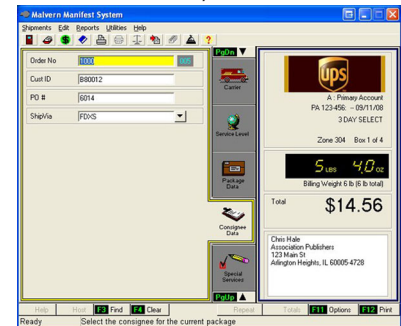 Malvern Manifest System
Shipments Edit Reports Utilities Help
Order No 1000 005
Cust ID B80012
PO # 6014
ShipVia FDXS
PgDn
Carrier
Service Level
Package Data
Consignee Data
Special Services
PgUp
ups
A : Primary Account
PA 123-456: - 09/11/08
3 DAY SELECT
Zone 304 Box 1 of 4
5 LBS 4.0 OZ
Billing Weight 6 lb (6 lb total)
Total $14.56
Chris Hale
Association Publishers
123 Main St
Arlington Heights, IL 60005-4728
Help Host F3 Find F4 Clear Repeat Totals F11 Options F12 Print
Ready Select the consignee for the current package